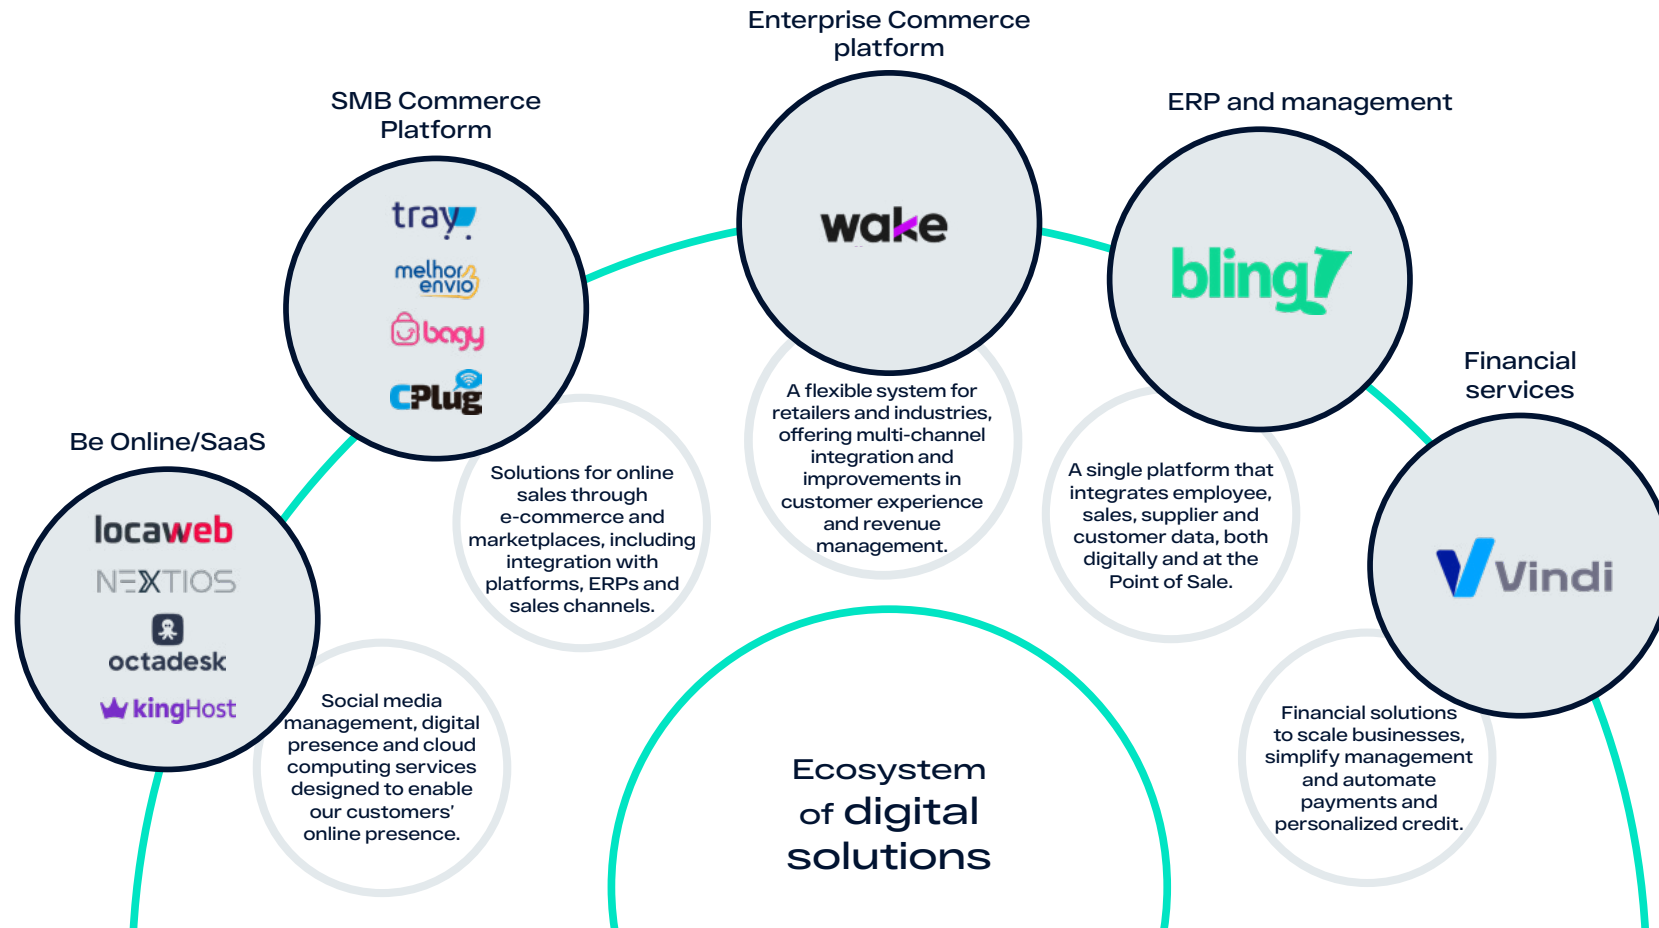 Enterprise Commerce
platform
SMB Commerce
Platform
ERP and management
Financial
services
Be Online/SaaS
wake
tray
melhor
envio
bagy
CPlug
bling
Vindi
locaweb
NEXTIOS
octadesk
kingHost
Social media
management, digital
presence and cloud
computing services
designed to enable
our customers’
online presence.
Solutions for online
sales through
e-commerce and
marketplaces, including
integration with
platforms, ERPs and
sales channels.
A flexible system for
retailers and industries,
offering multi-channel
integration and
improvements in
customer experience
and revenue
management.
A single platform that
integrates employee,
sales, supplier and
customer data, both
digitally and at the
Point of Sale.
Financial solutions
to scale businesses,
simplify management
and automate
payments and
personalized credit.
Ecosystem
of digital
solutions